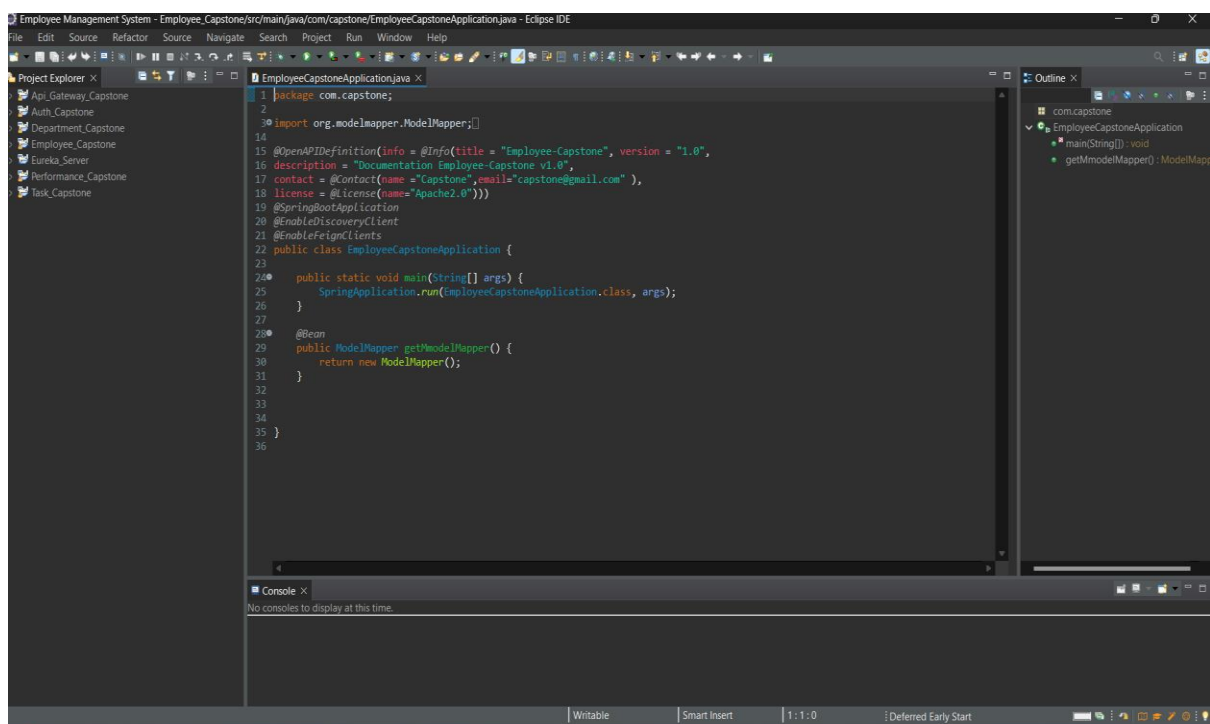 Employee Management System - Employee_Capstone/src/main/java/com/capstone/EmployeeCapstoneApplication.java - Eclipse IDE
File Edit Source Refactor Source Navigate Search Project Run Window Help
Project Explorer
Api_Gateway_Capstone
Auth_Capstone
Department_Capstone
Employee_Capstone
Eureka_Server
Performance_Capstone
Task_Capstone
EmployeeCapstoneApplication.java
1 package com.capstone;
2
3 import org.modelmapper.ModelMapper;
14
15 @OpenAPIDefinition(info = @Info(title = "Employee-Capstone", version = "1.0",
16 description = "Documentation Employee-Capstone v1.0",
17 contact = @Contact(name ="Capstone",email="capstone@gmail.com" ),
18 license = @License(name="Apache2.0")))
19 @SpringBootApplication
20 @EnableDiscoveryClient
21 @EnableFeignClients
22 public class EmployeeCapstoneApplication {
23
24 public static void main(String[] args) {
25 SpringApplication.run(EmployeeCapstoneApplication.class, args);
26 }
27
28 @Bean
29 public ModelMapper getMmodelMapper() {
30 return new ModelMapper();
31 }
32
33
34
35 }
36
Outline
com.capstone
EmployeeCapstoneApplication
main(String[]) : void
getMmodelMapper() : ModelMapp
Console
No consoles to display at this time.
Writable Smart Insert 1 : 1 : 0 Deferred Early Start